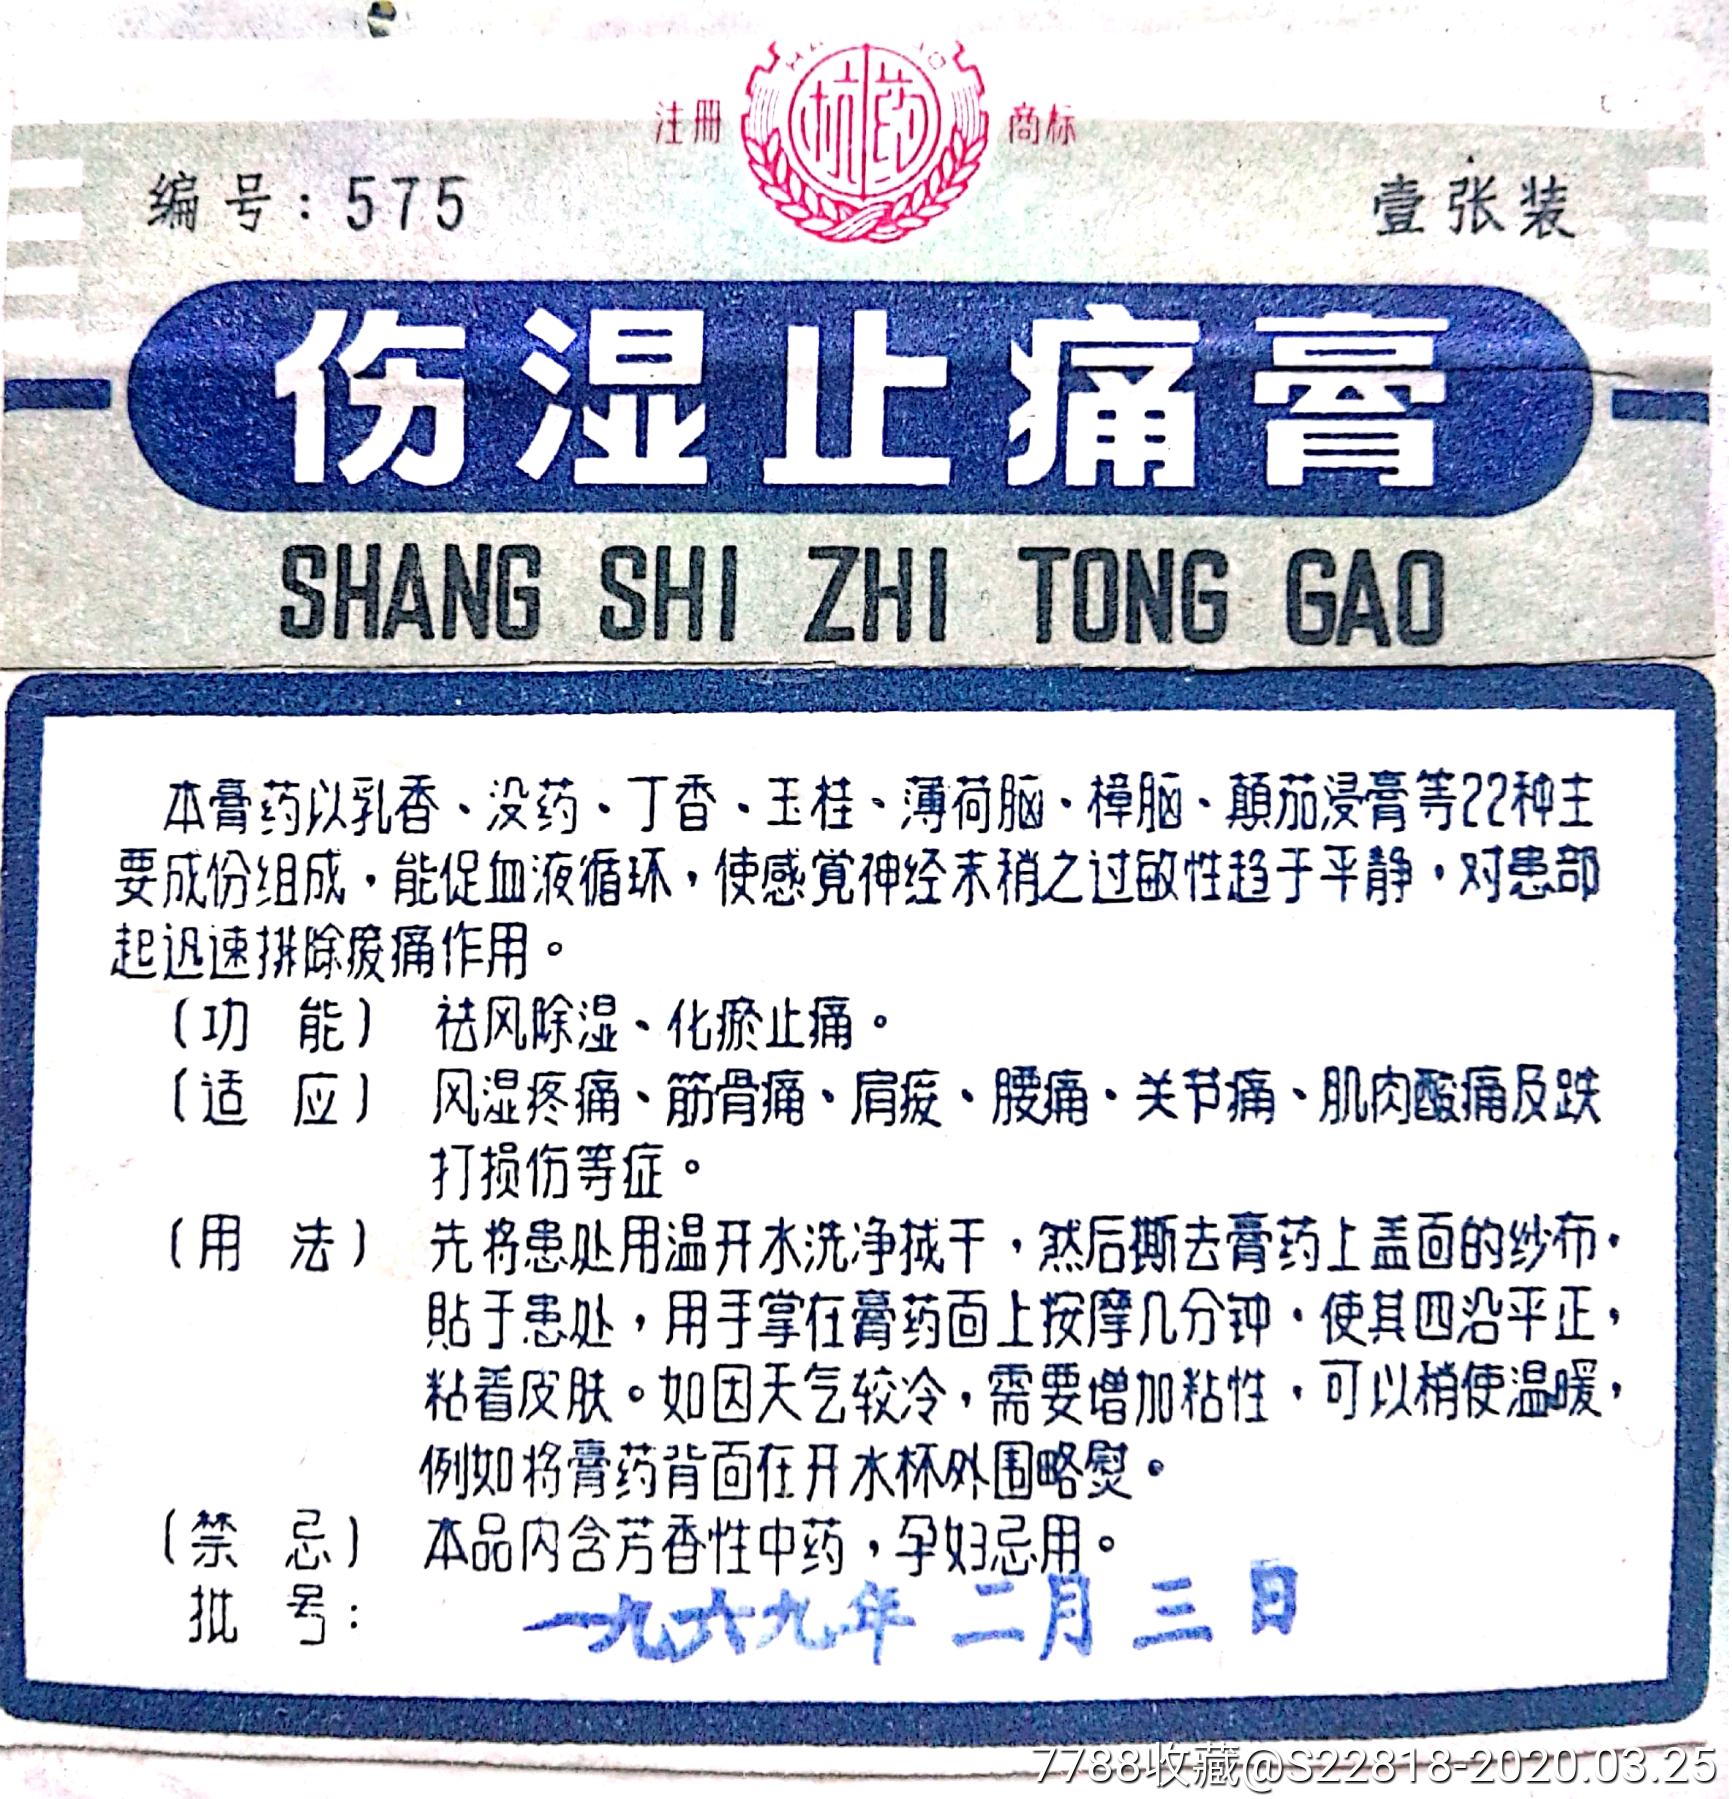 注册 杭药 商标
编号：575
壹张装
伤湿止痛膏
SHANG SHI ZHI TONG GAO
本膏药以乳香、没药、丁香、玉桂、薄荷脑、樟脑、颠茄浸膏等22种主
要成份组成，能促血液循环，使感觉神经末稍之过敏性趋于平静，对患部
起迅速排除痠痛作用。
(功 能) 祛风除湿、化瘀止痛。
(适 应) 风湿疼痛、筋骨痛、肩痠、腰痛、关节痛、肌肉酸痛及跌
打损伤等症。
(用 法) 先将患处用温开水洗净拭干，然后撕去膏药上盖面的纱布，
貼于患处，用手掌在膏药面上按摩几分钟，使其四沿平正，
粘着皮肤。如因天气较冷，需要增加粘性，可以稍使温暖，
例如将膏药背面在开水杯外围略熨。
(禁 忌) 本品内含芳香性中药，孕妇忌用。
批 号： 一九六九年 二月 三日
7788收藏@S22818-2020.03.25